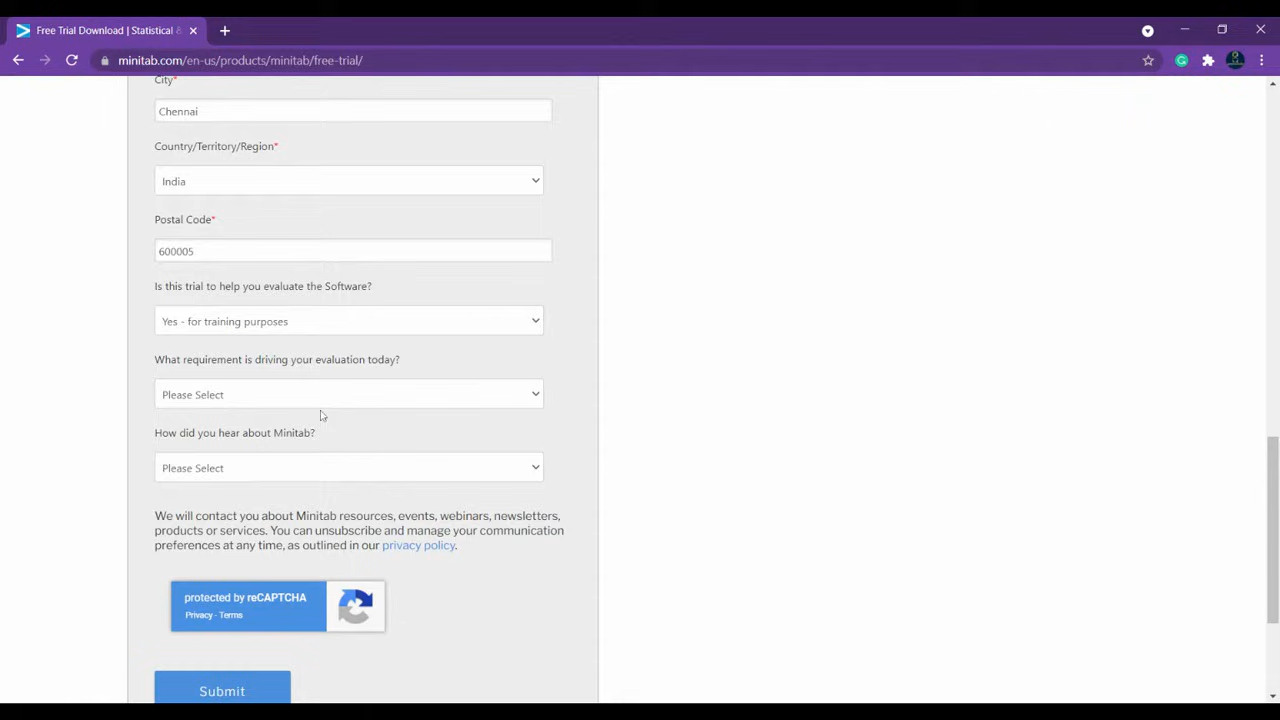 Free Trial Download | Statistical &
minitab.com/en-us/products/minitab/free-trial/
City*
Chennai
Country/Territory/Region*
India
Postal Code*
600005
Is this trial to help you evaluate the Software?
Yes - for training purposes
What requirement is driving your evaluation today?
Please Select
How did you hear about Minitab?
Please Select
We will contact you about Minitab resources, events, webinars, newsletters,
products or services. You can unsubscribe and manage your communication
preferences at any time, as outlined in our privacy policy.
protected by reCAPTCHA
Privacy - Terms
Submit